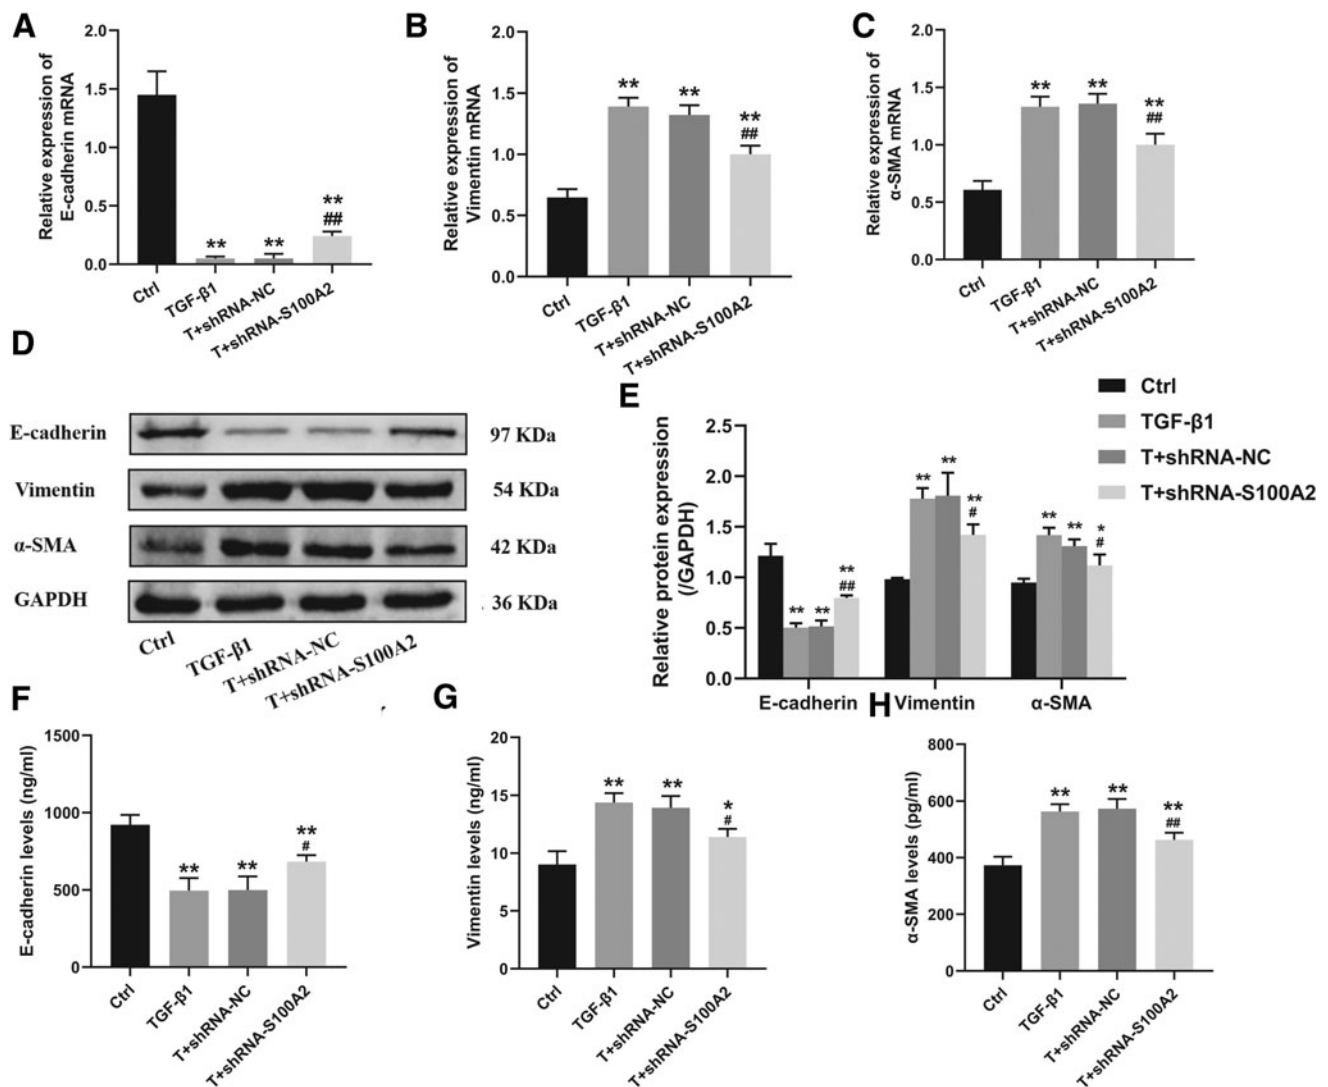 A
Relative expression of
E-cadherin mRNA
2.0
1.5
1.0
0.5
0.0
**
**
**
##
Ctrl
TGF-β1
T+shRNA-NC
T+shRNA-S100A2
B
Relative expression of
Vimentin mRNA
2.0
1.5
1.0
0.5
0.0
**
**
**
##
Ctrl
TGF-β1
T+shRNA-NC
T+shRNA-S100A2
C
Relative expression of
α-SMA mRNA
2.0
1.5
1.0
0.5
0.0
**
**
**
##
Ctrl
TGF-β1
T+shRNA-NC
T+shRNA-S100A2
D
E-cadherin 97 KDa
Vimentin 54 KDa
α-SMA 42 KDa
GAPDH 36 KDa
Ctrl
TGF-β1
T+shRNA-NC
T+shRNA-S100A2
E
Relative protein expression
(/GAPDH)
2.5
2.0
1.5
1.0
0.5
0.0
**
**
**
##
**
**
**
#
**
**
*
#
E-cadherin
Vimentin
α-SMA
Ctrl
TGF-β1
T+shRNA-NC
T+shRNA-S100A2
F
E-cadherin levels (ng/ml)
1500
1000
500
0
**
**
**
#
Ctrl
TGF-β1
T+shRNA-NC
T+shRNA-S100A2
G
Vimentin levels (ng/ml)
20
15
10
5
0
**
**
*
#
Ctrl
TGF-β1
T+shRNA-NC
T+shRNA-S100A2
H
α-SMA levels (pg/ml)
800
600
400
200
0
**
**
**
##
Ctrl
TGF-β1
T+shRNA-NC
T+shRNA-S100A2